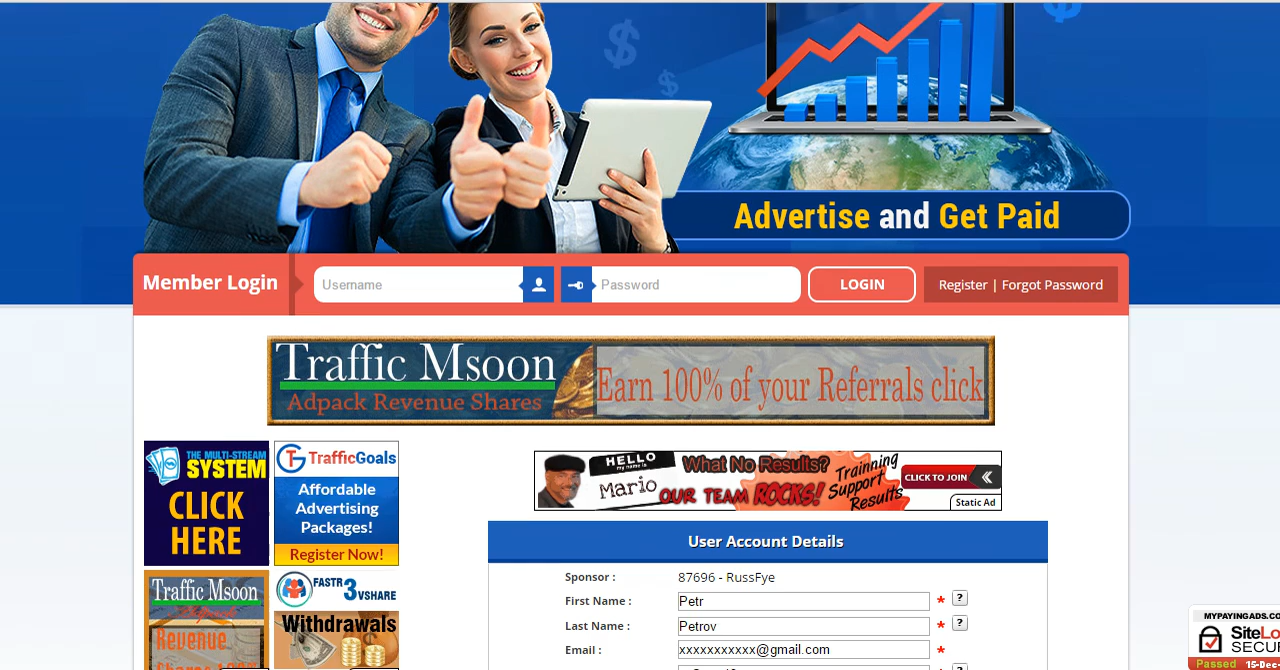 Advertise and Get Paid
Member Login
Username
Password
LOGIN
Register | Forgot Password
Traffic Msoon
Adpack Revenue Shares
Earn 100% of your Referrals click
THE MULTI-STREAM
SYSTEM
CLICK
HERE
TG TrafficGoals
Affordable
Advertising
Packages!
Register Now!
HELLO
my name is
Mario
What No Results?
OUR TEAM ROCKS!
Trainning
Support
Results
CLICK TO JOIN
Static Ad
User Account Details
Sponsor :
87696 - RussFye
First Name :
Petr
*
?
Last Name :
Petrov
*
?
Email :
xxxxxxxxxxx@gmail.com
*
Traffic Msoon
Revenue
FASTR
3
VSHARE
Withdrawals
MYPAYINGADS.CO
SiteLo
SECUR
Passed 15-Dec-